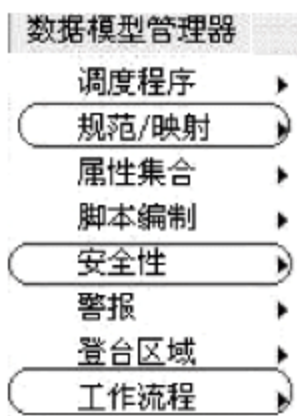 数据模型管理器
调度程序
规范/映射
属性集合
脚本编制
安全性
警报
登台区域
工作流程